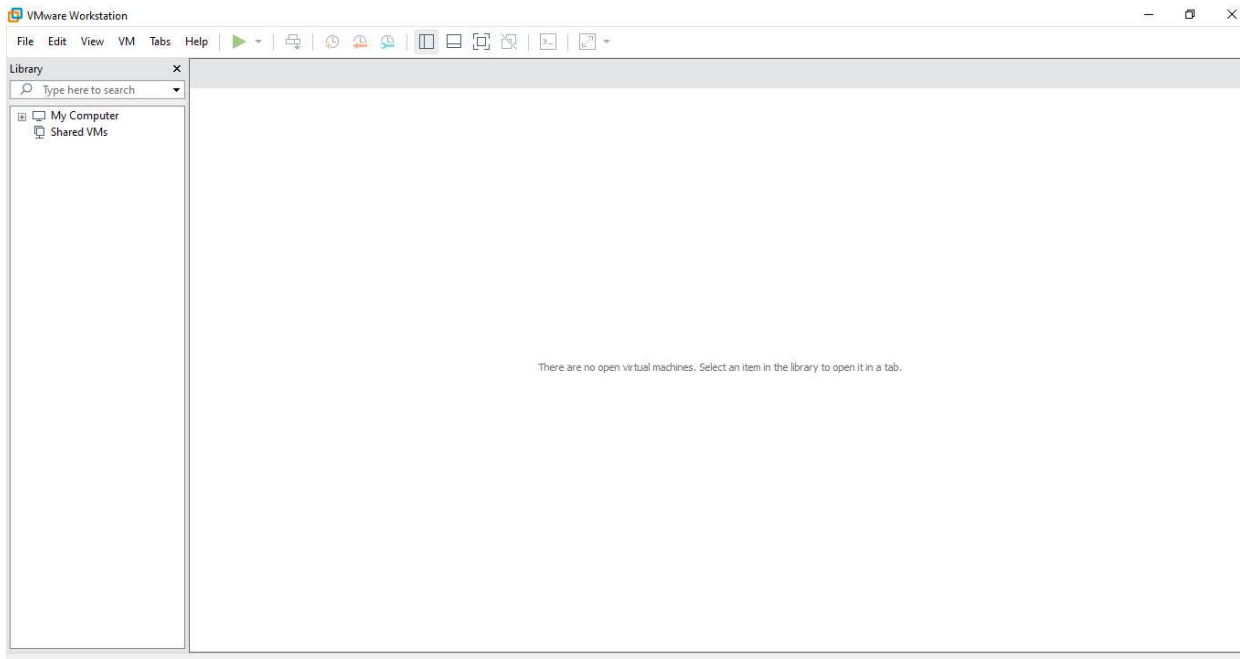 VMware Workstation
File Edit View VM Tabs Help
Library
Type here to search
My Computer
Shared VMs
There are no open virtual machines. Select an item in the library to open it in a tab.